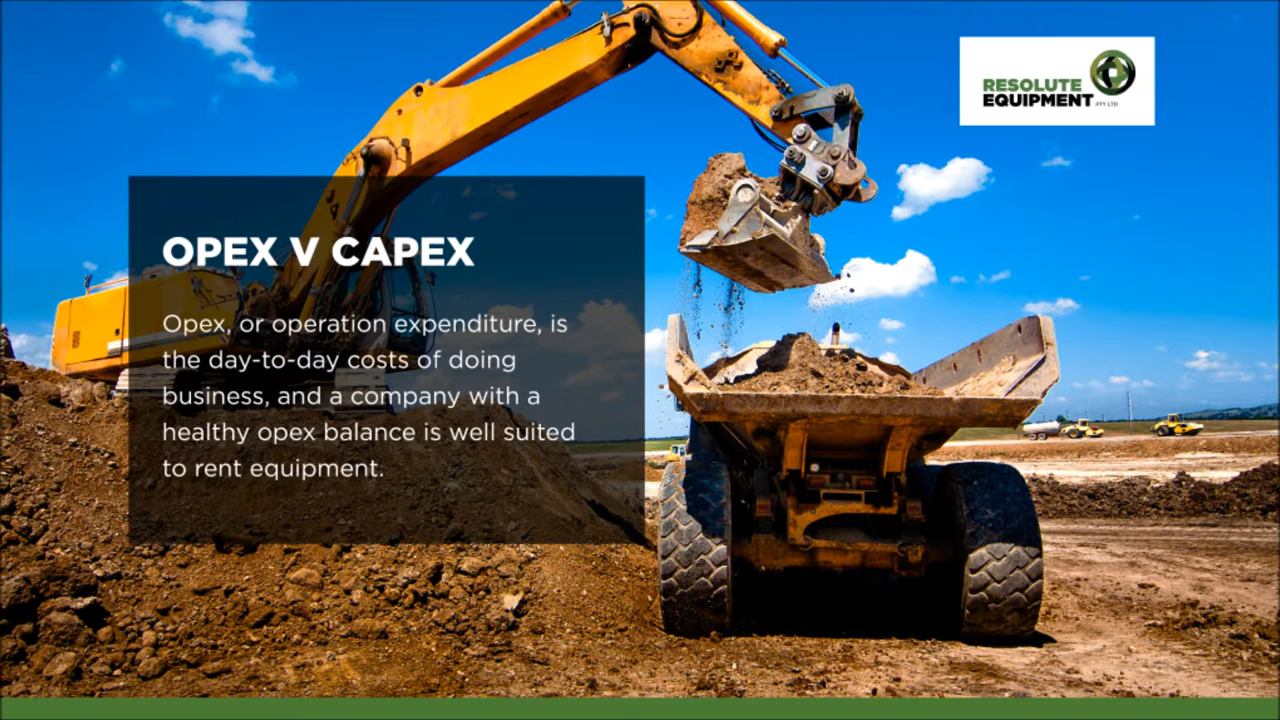 RESOLUTE
EQUIPMENT PTY LTD
OPEX V CAPEX
Opex, or operation expenditure, is
the day-to-day costs of doing
business, and a company with a
healthy opex balance is well suited
to rent equipment.